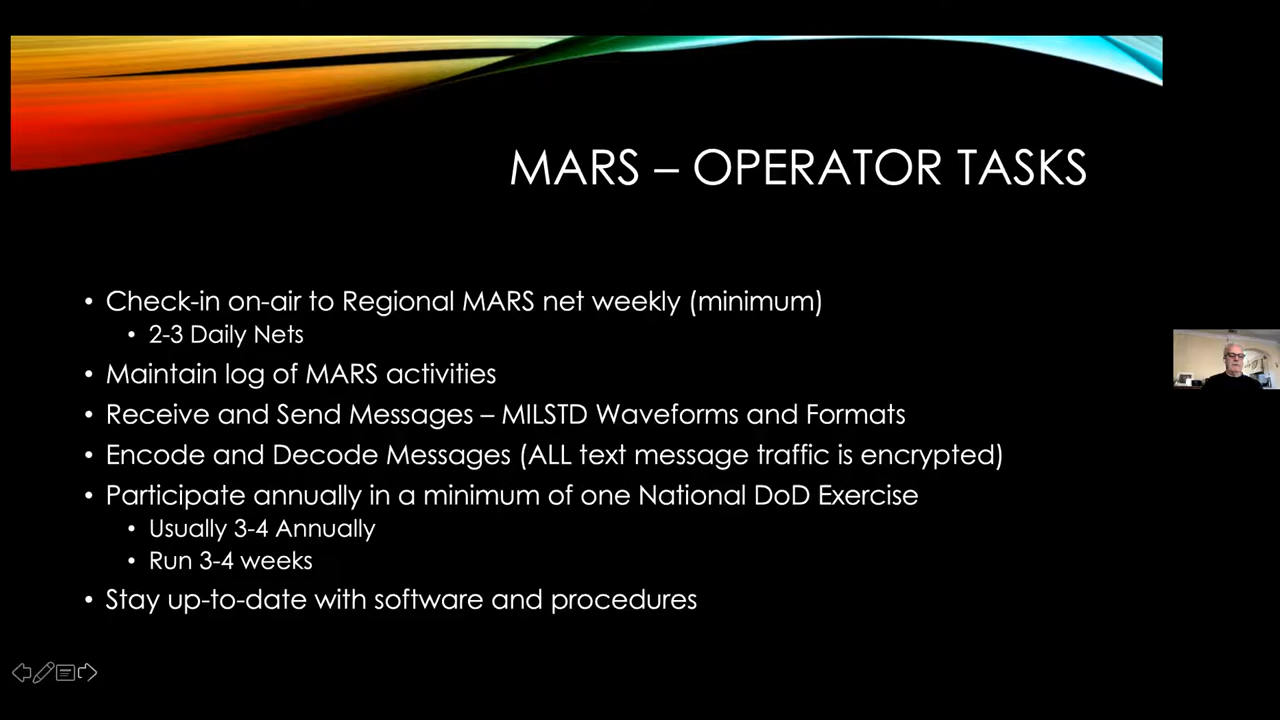 MARS – OPERATOR TASKS
• Check-in on-air to Regional MARS net weekly (minimum)
• 2-3 Daily Nets
• Maintain log of MARS activities
• Receive and Send Messages – MILSTD Waveforms and Formats
• Encode and Decode Messages (ALL text message traffic is encrypted)
• Participate annually in a minimum of one National DoD Exercise
• Usually 3-4 Annually
• Run 3-4 weeks
• Stay up-to-date with software and procedures